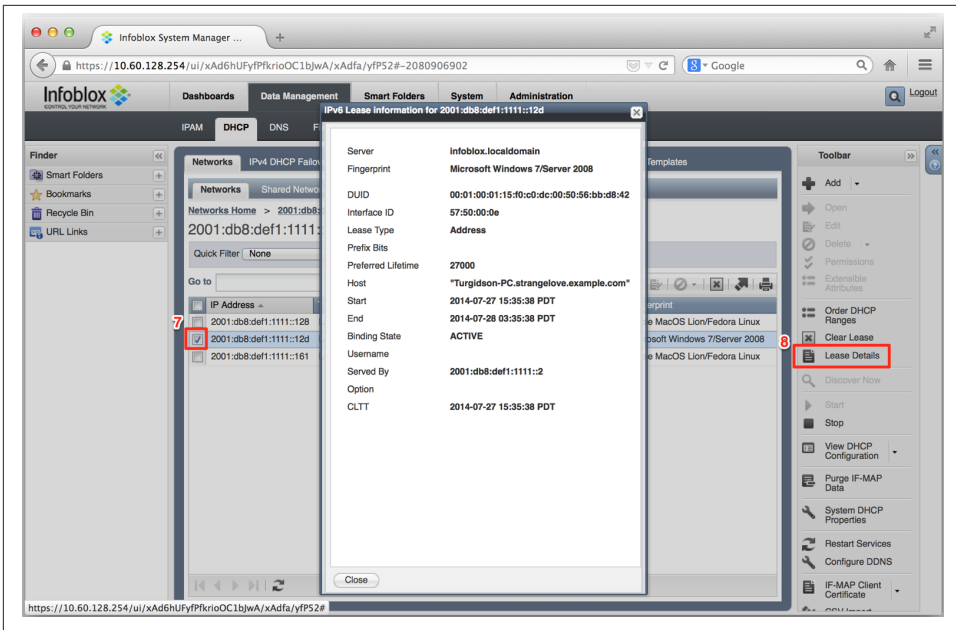 Infoblox System Manager ...
https://10.60.128.254/ui/xAd6hUFyfPfkrioOC1bJwA/xAdfa/yfP52#-2080906902
Google
Infoblox
CONTROL YOUR NETWORK
Dashboards Data Management Smart Folders System Administration
Logout
IPAM DHCP DNS
Finder
Smart Folders
Bookmarks
Recycle Bin
URL Links
Networks IPv4 DHCP Failov
Templates
Networks Shared Netwo
Networks Home > 2001:db8:
2001:db8:def1:1111:
Quick Filter None
Go to
IP Address
erprint
7
2001:db8:def1:1111::128
e MacOS Lion/Fedora Linux
2001:db8:def1:1111::12d
osoft Windows 7/Server 2008
2001:db8:def1:1111::161
e MacOS Lion/Fedora Linux
IPv6 Lease information for 2001:db8:def1:1111::12d
Server infoblox.localdomain
Fingerprint Microsoft Windows 7/Server 2008
DUID 00:01:00:01:15:f0:c0:dc:00:50:56:bb:d8:42
Interface ID 57:50:00:0e
Lease Type Address
Prefix Bits
Preferred Lifetime 27000
Host "Turgidson-PC.strangelove.example.com"
Start 2014-07-27 15:35:38 PDT
End 2014-07-28 03:35:38 PDT
Binding State ACTIVE
Username
Served By 2001:db8:def1:1111::2
Option
CLTT 2014-07-27 15:35:38 PDT
Close
Toolbar
Add
Open
Edit
Delete
Permissions
Extensible
Attributes
Order DHCP
Ranges
Clear Lease
8
Lease Details
Discover Now
Start
Stop
View DHCP
Configuration
Purge IF-MAP
Data
System DHCP
Properties
Restart Services
Configure DDNS
IF-MAP Client
Certificate
https://10.60.128.254/ui/xAd6hUFyfPfkrioOC1bJwA/xAdfa/yfP52#